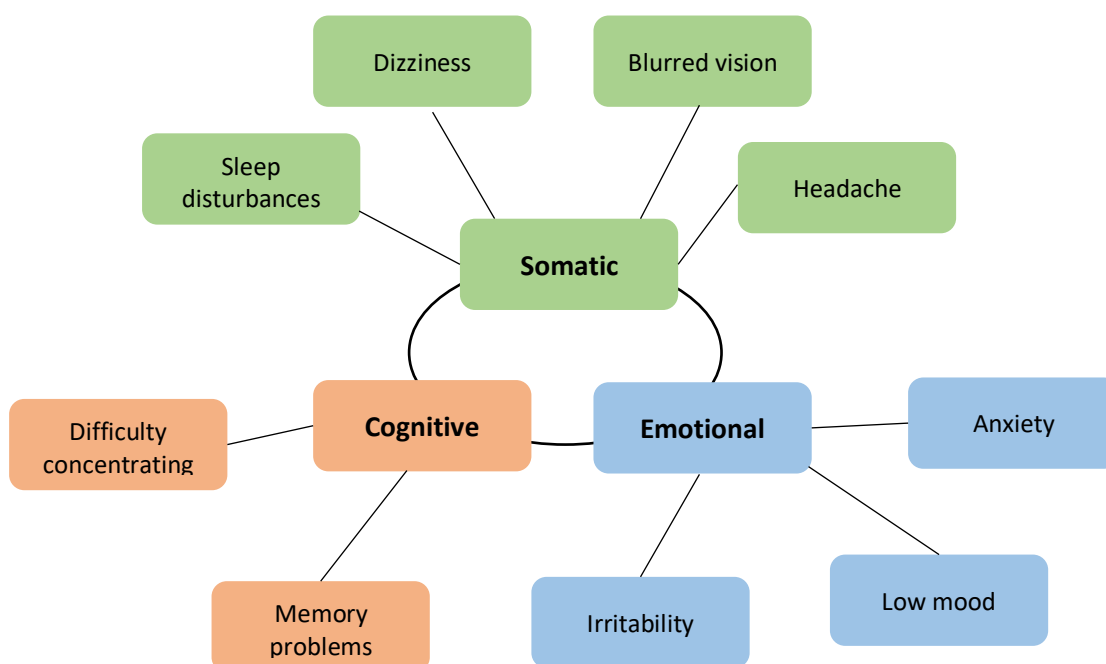 Dizziness
Blurred vision
Sleep
disturbances
Headache
Somatic
Difficulty
concentrating
Cognitive
Emotional
Anxiety
Memory
problems
Irritability
Low mood